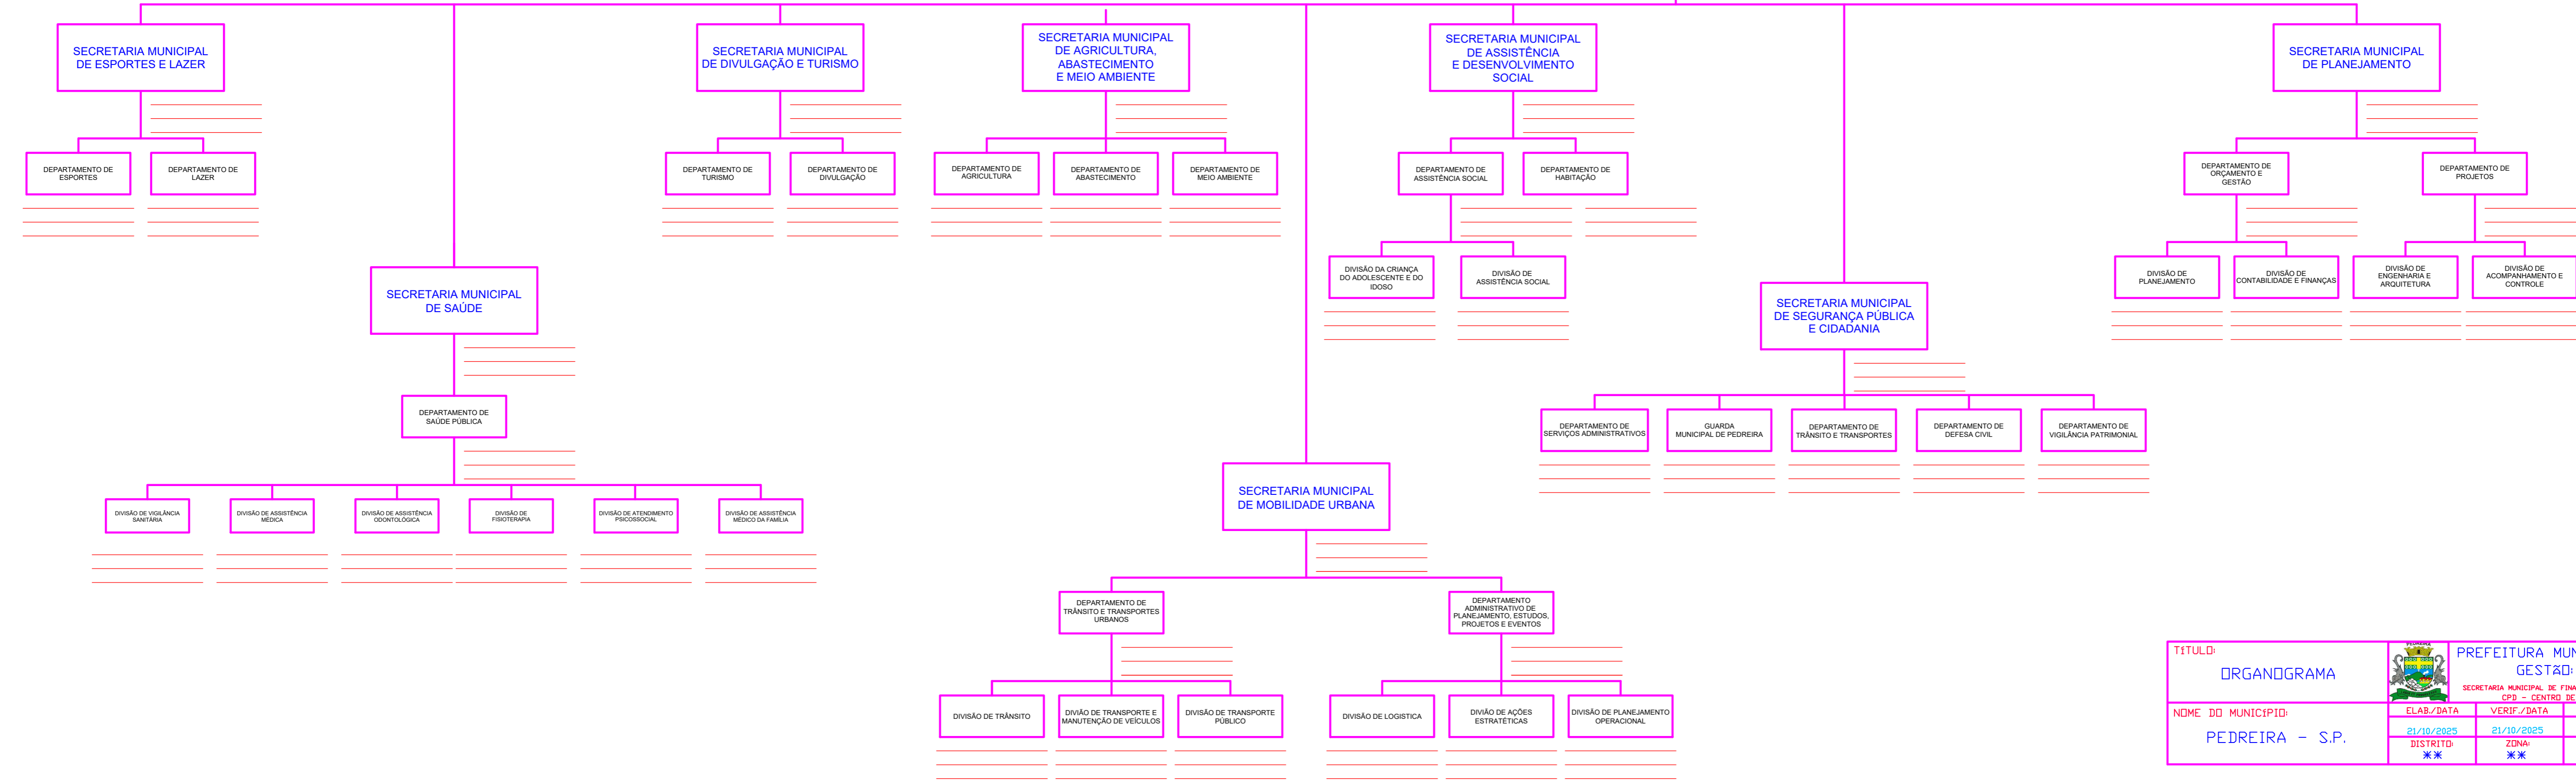 SECRETARIA MUNICIPAL
DE ESPORTES E LAZER
SECRETARIA MUNICIPAL
DE DIVULGAÇÃO E TURISMO
SECRETARIA MUNICIPAL
DE AGRICULTURA,
ABASTECIMENTO
E MEIO AMBIENTE
SECRETARIA MUNICIPAL
DE ASSISTÊNCIA
E DESENVOLVIMENTO
SOCIAL
SECRETARIA MUNICIPAL
DE PLANEJAMENTO
DEPARTAMENTO DE
ESPORTES
DEPARTAMENTO DE
LAZER
DEPARTAMENTO DE
TURISMO
DEPARTAMENTO DE
DIVULGAÇÃO
DEPARTAMENTO DE
AGRICULTURA
DEPARTAMENTO DE
ABASTECIMENTO
DEPARTAMENTO DE
MEIO AMBIENTE
DEPARTAMENTO DE
ASSISTÊNCIA SOCIAL
DEPARTAMENTO DE
HABITAÇÃO
DEPARTAMENTO DE
ORÇAMENTO E
GESTÃO
DEPARTAMENTO DE
PROJETOS
DIVISÃO DA CRIANÇA
DO ADOLESCENTE E DO
IDOSO
DIVISÃO DE
ASSISTÊNCIA SOCIAL
DIVISÃO DE
PLANEJAMENTO
DIVISÃO DE
CONTABILIDADE E FINANÇAS
DIVISÃO DE
ENGENHARIA E
ARQUITETURA
DIVISÃO DE
ACOMPANHAMENTO E
CONTROLE
SECRETARIA MUNICIPAL
DE SAÚDE
SECRETARIA MUNICIPAL
DE SEGURANÇA PÚBLICA
E CIDADANIA
DEPARTAMENTO DE
SAÚDE PÚBLICA
DEPARTAMENTO DE
SERVIÇOS ADMINISTRATIVOS
GUARDA
MUNICIPAL DE PEDREIRA
DEPARTAMENTO DE
TRÂNSITO E TRANSPORTES
DEPARTAMENTO DE
DEFESA CIVIL
DEPARTAMENTO DE
VIGILÂNCIA PATRIMONIAL
SECRETARIA MUNICIPAL
DE MOBILIDADE URBANA
DIVISÃO DE VIGILÂNCIA
SANITÁRIA
DIVISÃO DE ASSISTÊNCIA
MÉDICA
DIVISÃO DE ASSISTÊNCIA
ODONTOLÓGICA
DIVISÃO DE
FISIOTERAPIA
DIVISÃO DE ATENDIMENTO
PSICOSSOCIAL
DIVISÃO DE ASSISTÊNCIA
MÉDICO DA FAMÍLIA
DEPARTAMENTO DE
TRÂNSITO E TRANSPORTES
URBANOS
DEPARTAMENTO
ADMINISTRATIVO DE
PLANEJAMENTO, ESTUDOS,
PROJETOS E EVENTOS
DIVISÃO DE TRÂNSITO
DIVIÃO DE TRANSPORTE E
MANUTENÇÃO DE VEÍCULOS
DIVISÃO DE TRANSPORTE
PÚBLICO
DIVISÃO DE LOGISTICA
DIVIÃO DE AÇÕES
ESTRATÉTICAS
DIVISÃO DE PLANEJAMENTO
OPERACIONAL
TíTULO:
ORGANOGRAMA
PEDREIRA
PREFEITURA MUN
GESTÃO:
SECRETARIA MUNICIPAL DE FINA
CPD - CENTRO DE
NOME DO MUNICíPIO:
PEDREIRA - S.P.
ELAB./DATA
VERIF./DATA
21/10/2025
21/10/2025
DISTRITO:
ZONA:
**
**